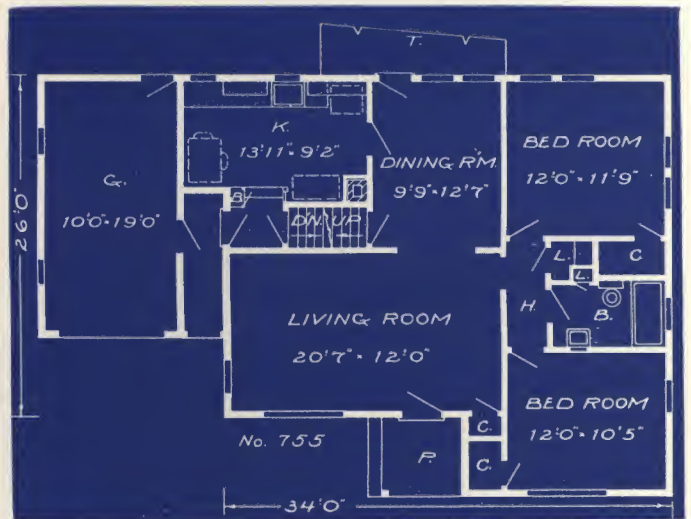 T.
K.
13'11"×9'2"
G.
10'0"×19'0"
DINING R'M.
9'9"×12'7"
BED ROOM
12'0"×11'9"
26'0"
B.
DN. UP
L.
L.
C.
H.
B.
LIVING ROOM
20'7"×12'0"
BED ROOM
12'0"×10'5"
C.
C.
P.
No. 755
34'0"